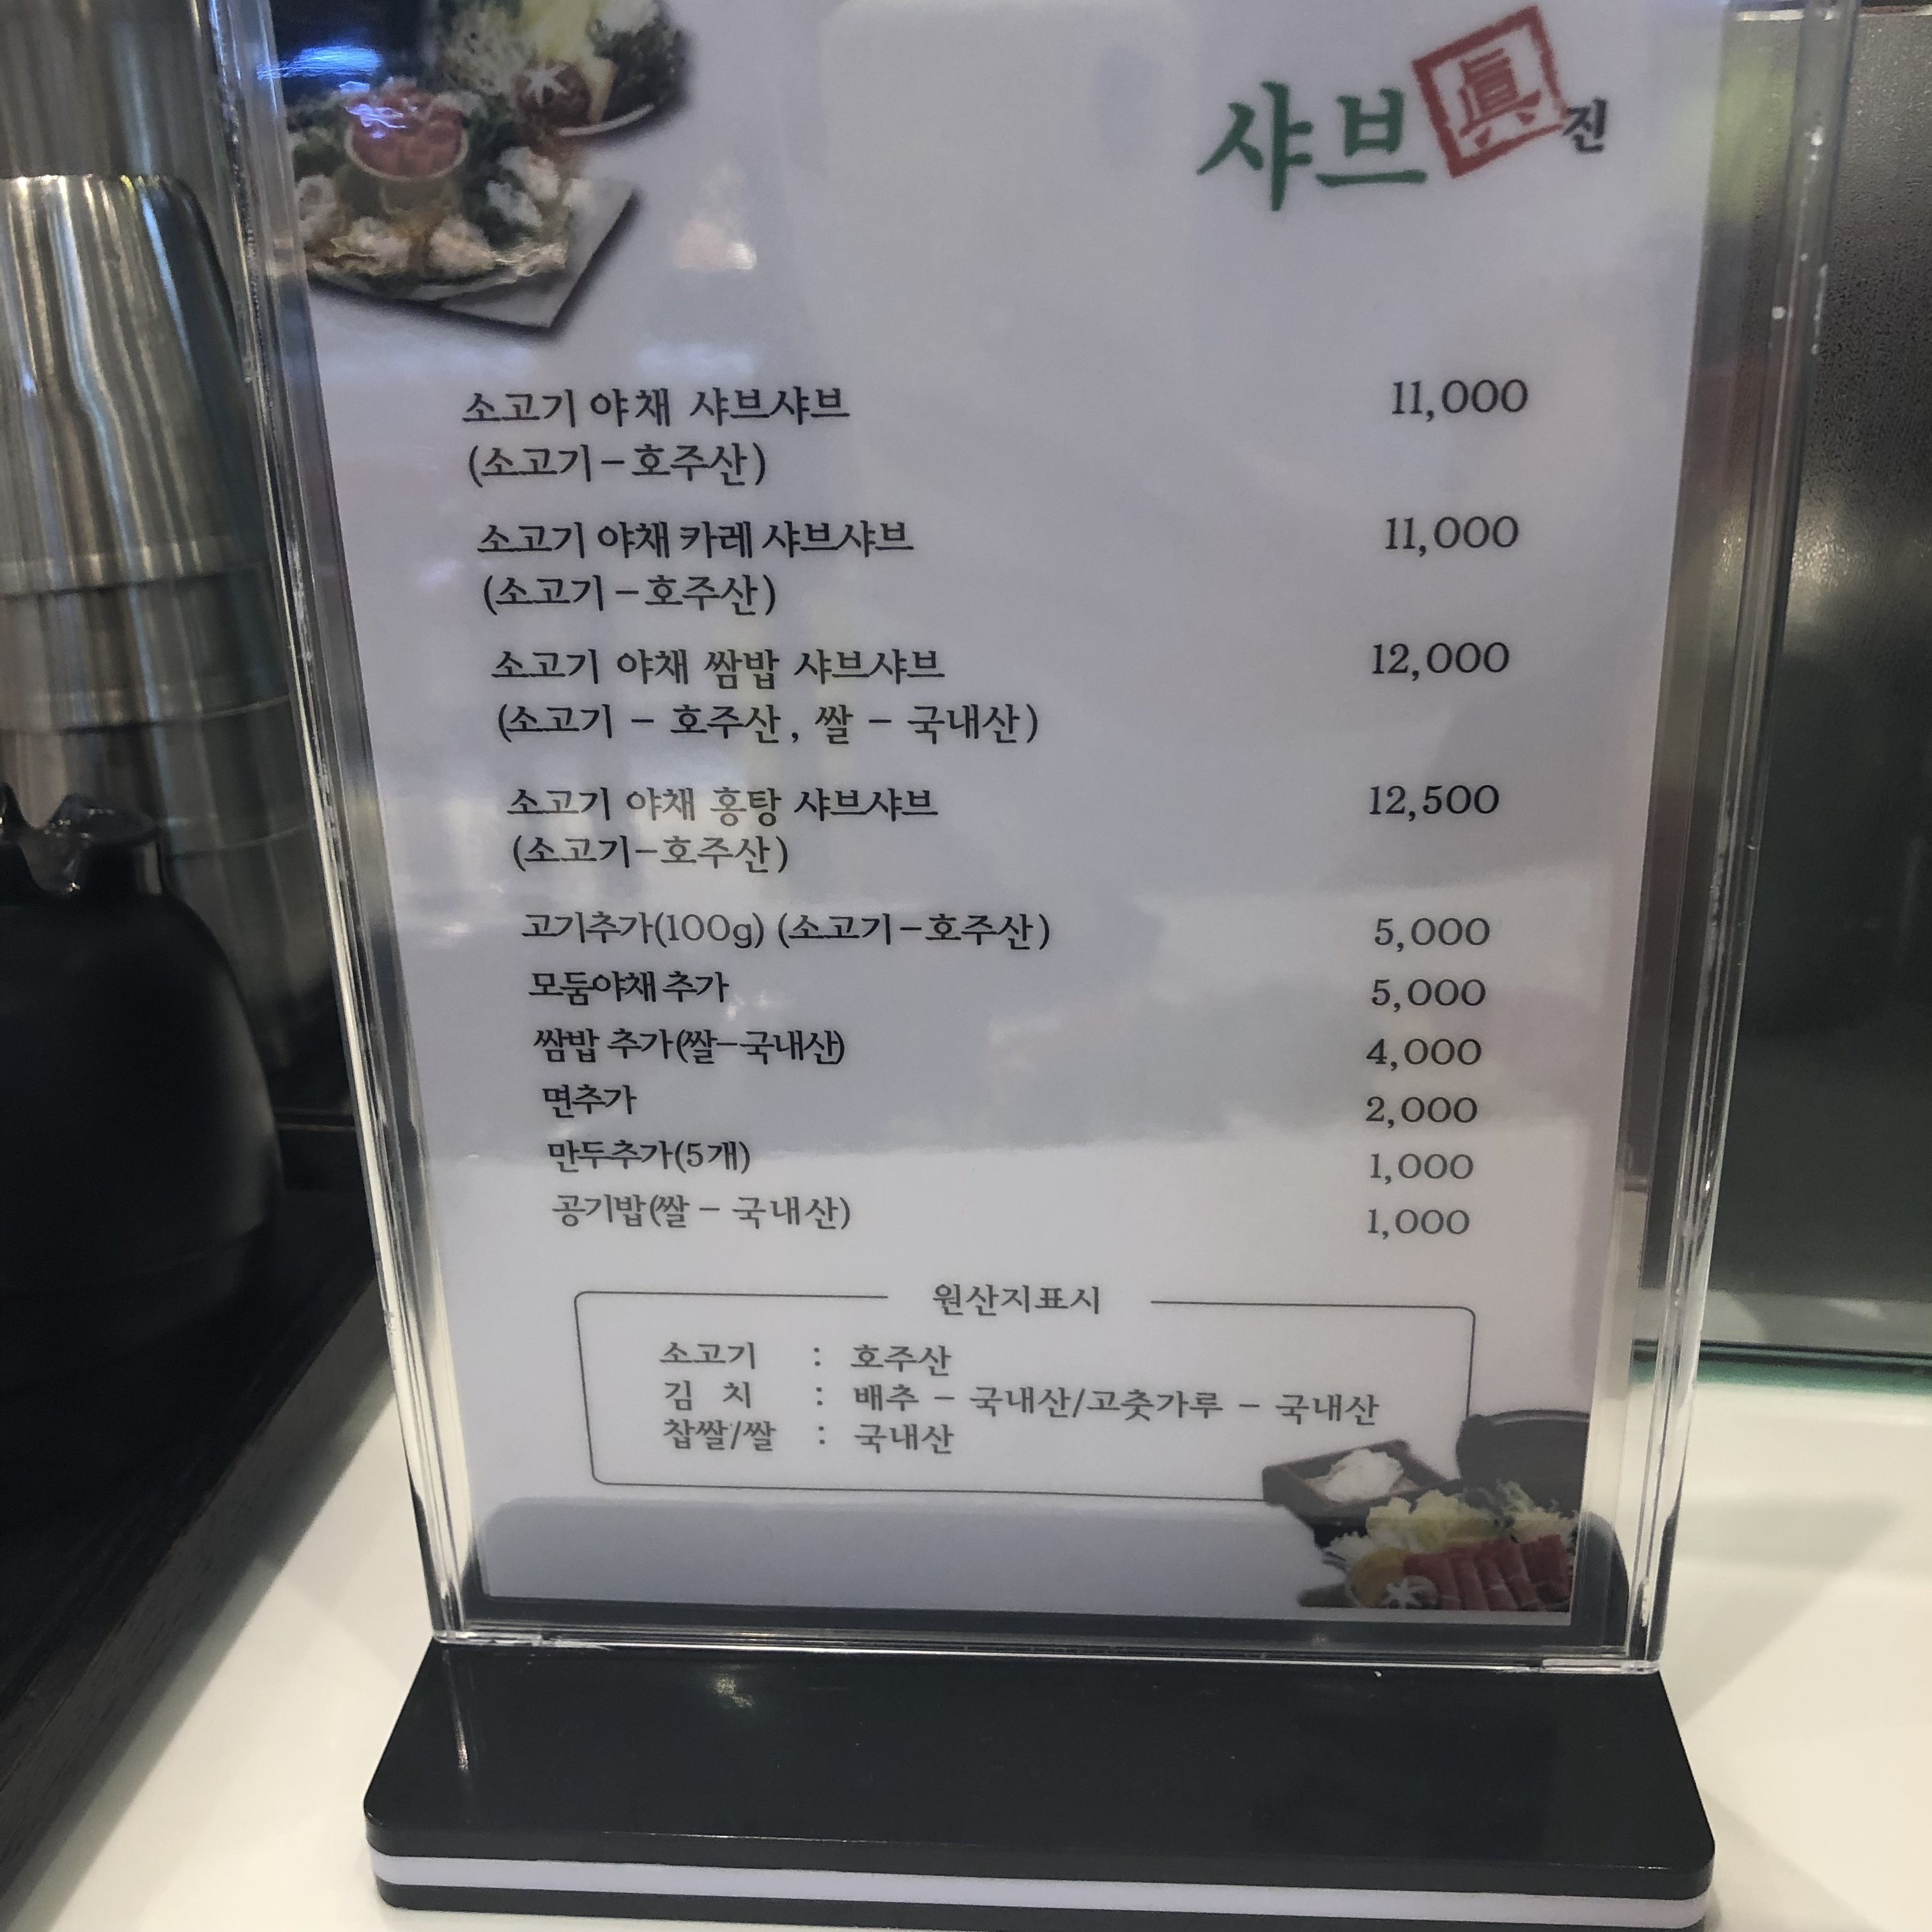 샤브眞진
소고기 야채 샤브샤브 11,000
(소고기-호주산)
소고기 야채 카레 샤브샤브 11,000
(소고기-호주산)
소고기 야채 쌈밥 샤브샤브 12,000
(소고기 - 호주산, 쌀 - 국내산)
소고기 야채 홍탕 샤브샤브 12,500
(소고기-호주산)
고기추가(100g) (소고기-호주산) 5,000
모둠야채 추가 5,000
쌈밥 추가(쌀-국내산) 4,000
면추가 2,000
만두추가(5개) 1,000
공기밥(쌀 - 국내산) 1,000
원산지표시
소고기 : 호주산
김 치 : 배추 - 국내산/고춧가루 - 국내산
찹쌀/쌀 : 국내산